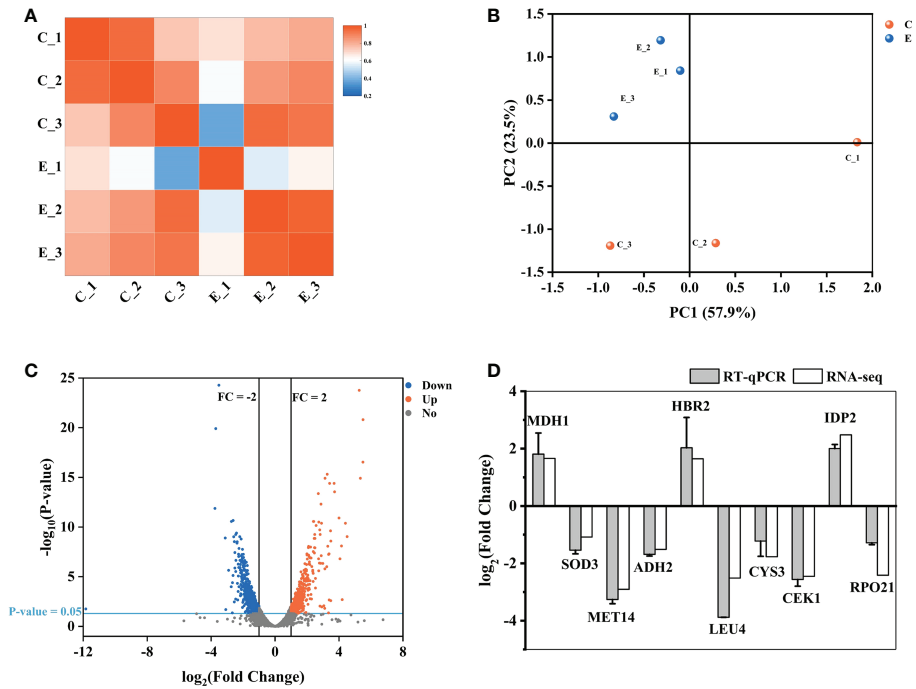 A
C_1
C_2
C_3
E_1
E_2
E_3
C_1
C_2
C_3
E_1
E_2
E_3
1
0.8
0.6
0.4
0.2
B
C
E
1.5
1.0
0.5
0.0
-0.5
-1.0
-1.5
PC2 (23.5%)
E_2
E_1
E_3
C_1
C_3
C_2
-1.5
-1.0
-0.5
0.0
0.5
1.0
1.5
2.0
PC1 (57.9%)
C
Down
Up
No
FC = -2
FC = 2
25
20
15
10
5
0
-log10(P-value)
P-value = 0.05
-12
-8
-4
0
4
8
log2(Fold Change)
D
RT-qPCR
RNA-seq
4
2
0
-2
-4
log2(Fold Change)
MDH1
SOD3
MET14
ADH2
HBR2
LEU4
CYS3
CEK1
IDP2
RPO21